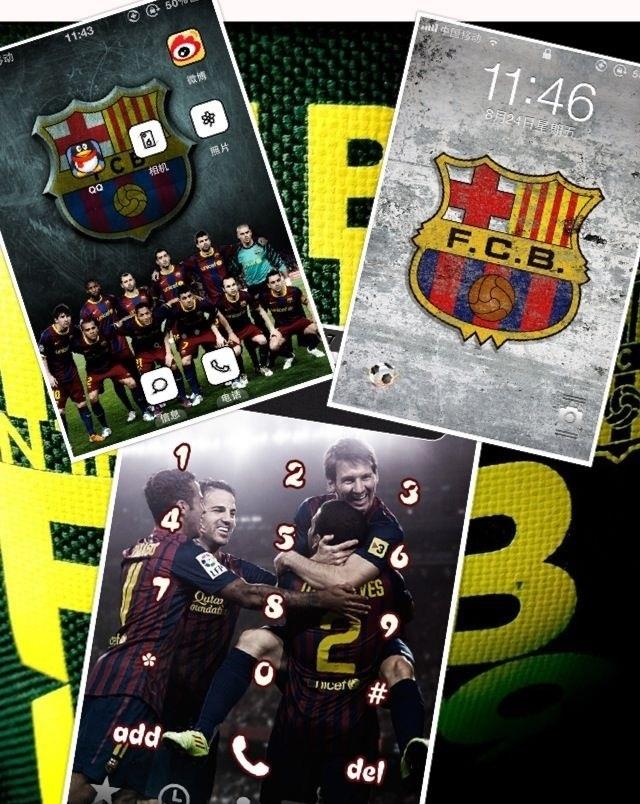 11:43
50%
微博
QQ
相机
照片
F C B
信息
电话
中国移动
11:46
8月24日星期五
F.C.B.
1 2 3
4 5 6
7 8 9
* 0 #
add del
Qatar
Foundation
2
unicef
B